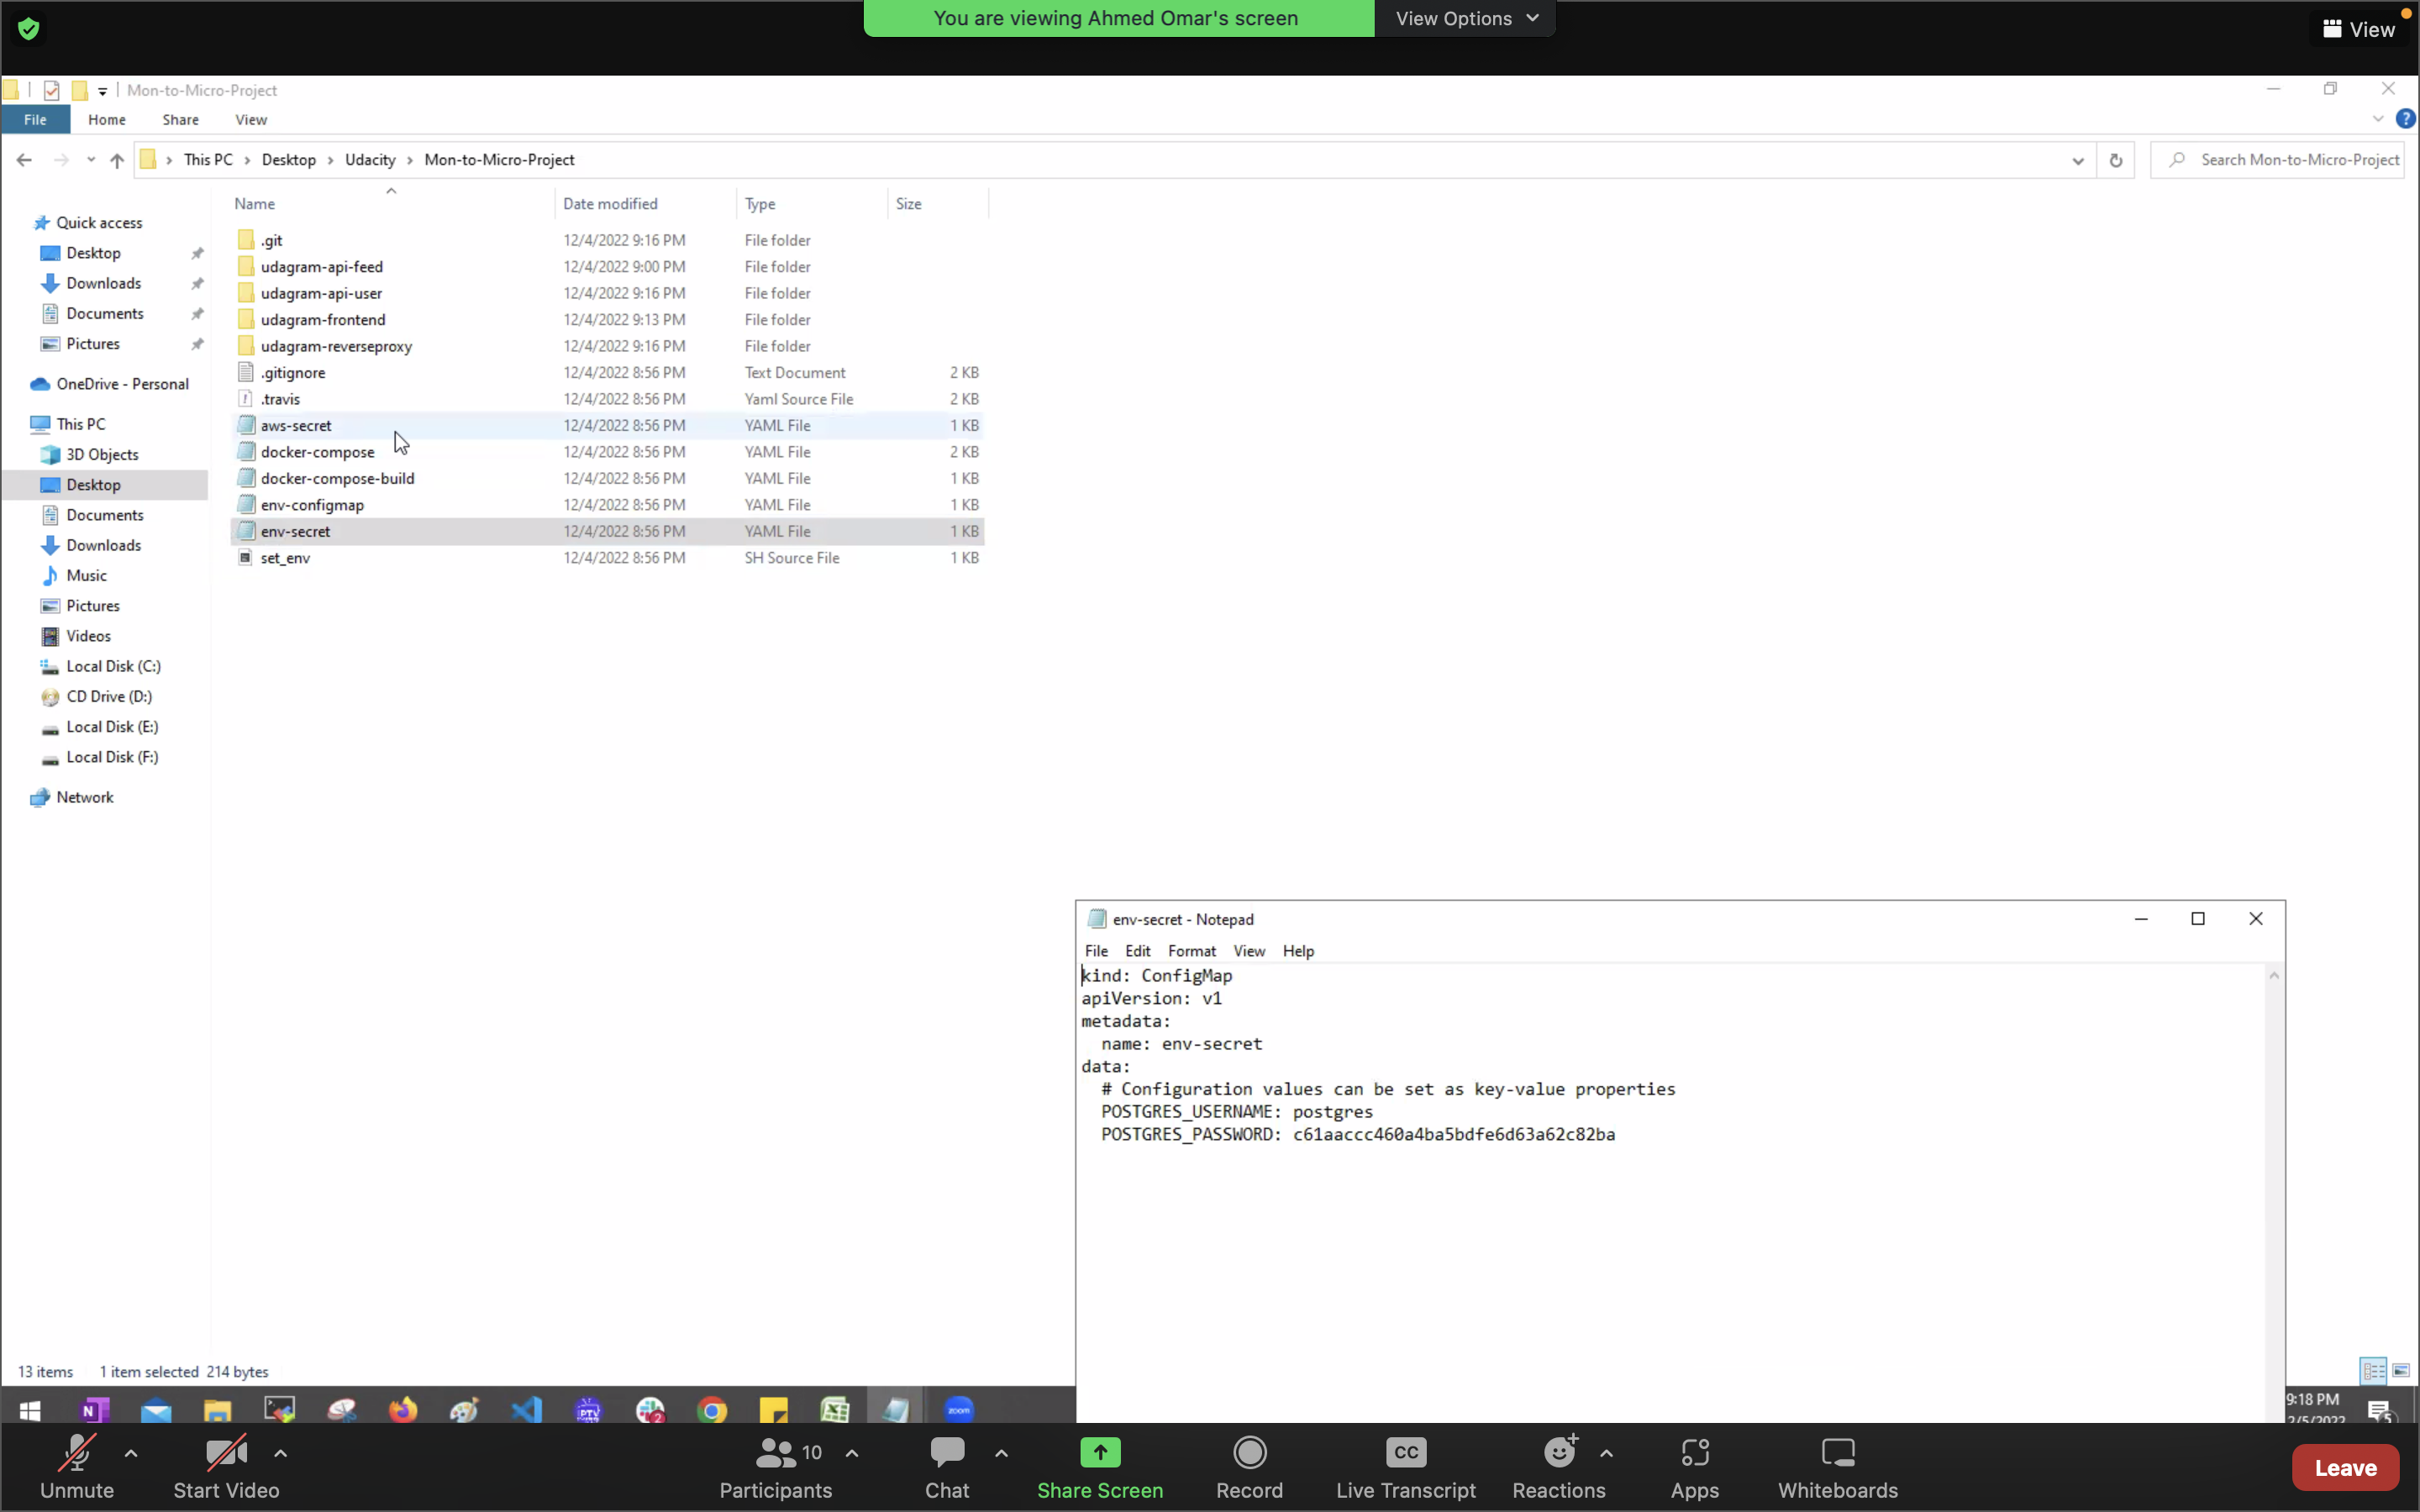 You are viewing Ahmed Omar's screen
View Options
View
Mon-to-Micro-Project
File Home Share View
This PC Desktop Udacity Mon-to-Micro-Project
Search Mon-to-Micro-Project
Name Date modified Type Size
Quick access
Desktop
Downloads
Documents
Pictures
OneDrive - Personal
This PC
3D Objects
Desktop
Documents
Downloads
Music
Pictures
Videos
Local Disk (C:)
CD Drive (D:)
Local Disk (E:)
Local Disk (F:)
Network
.git 12/4/2022 9:16 PM File folder
udagram-api-feed 12/4/2022 9:00 PM File folder
udagram-api-user 12/4/2022 9:16 PM File folder
udagram-frontend 12/4/2022 9:13 PM File folder
udagram-reverseproxy 12/4/2022 9:16 PM File folder
.gitignore 12/4/2022 8:56 PM Text Document 2 KB
.travis 12/4/2022 8:56 PM Yaml Source File 2 KB
aws-secret 12/4/2022 8:56 PM YAML File 1 KB
docker-compose 12/4/2022 8:56 PM YAML File 2 KB
docker-compose-build 12/4/2022 8:56 PM YAML File 1 KB
env-configmap 12/4/2022 8:56 PM YAML File 1 KB
env-secret 12/4/2022 8:56 PM YAML File 1 KB
set_env 12/4/2022 8:56 PM SH Source File 1 KB
env-secret - Notepad
File Edit Format View Help
kind: ConfigMap
apiVersion: v1
metadata:
name: env-secret
data:
# Configuration values can be set as key-value properties
POSTGRES_USERNAME: postgres
POSTGRES_PASSWORD: c61aaccc460a4ba5bdfe6d63a62c82ba
13 items 1 item selected 214 bytes
N
IPTV
2
zoom
9:18 PM
2/5/2022
5
10
CC
Unmute Start Video Participants Chat Share Screen Record Live Transcript Reactions Apps Whiteboards
Leave